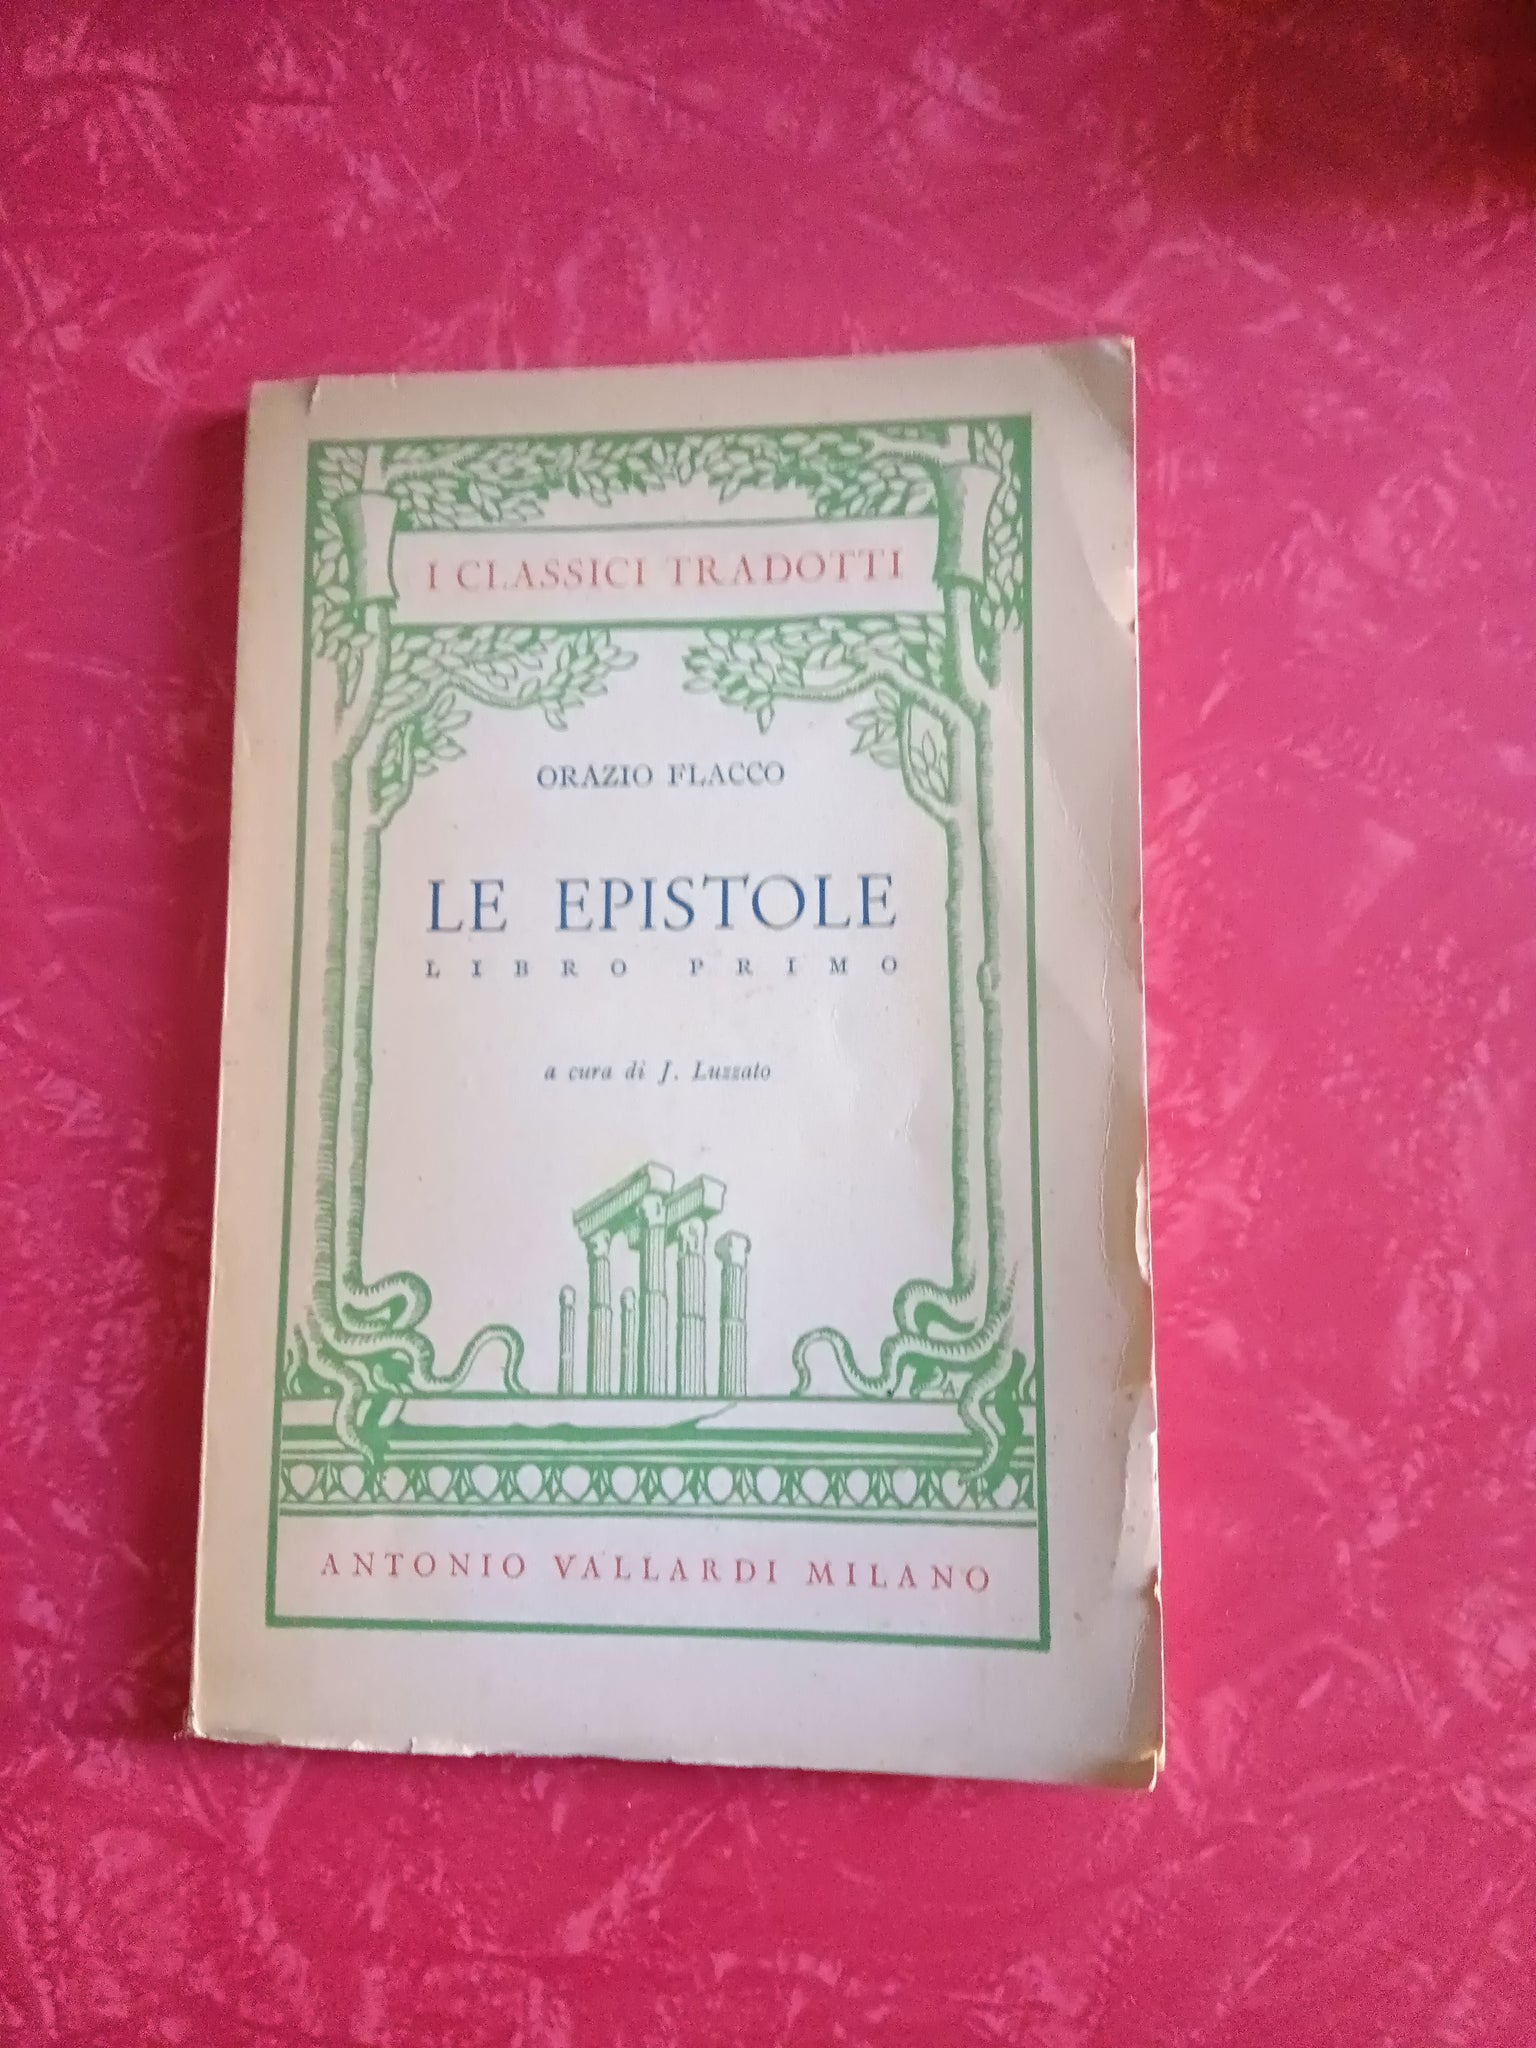 I CLASSICI TRADOTTI
ORAZIO FLACCO
LE EPISTOLE
LIBRO PRIMO
a cura di J. Luzzato
ANTONIO VALLARDI MILANO